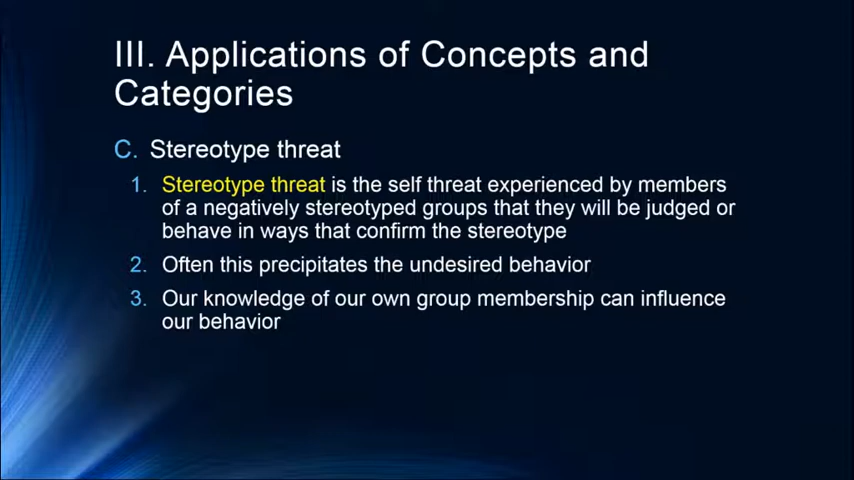 III. Applications of Concepts and
Categories
C. Stereotype threat
1. Stereotype threat is the self threat experienced by members
of a negatively stereotyped groups that they will be judged or
behave in ways that confirm the stereotype
2. Often this precipitates the undesired behavior
3. Our knowledge of our own group membership can influence
our behavior